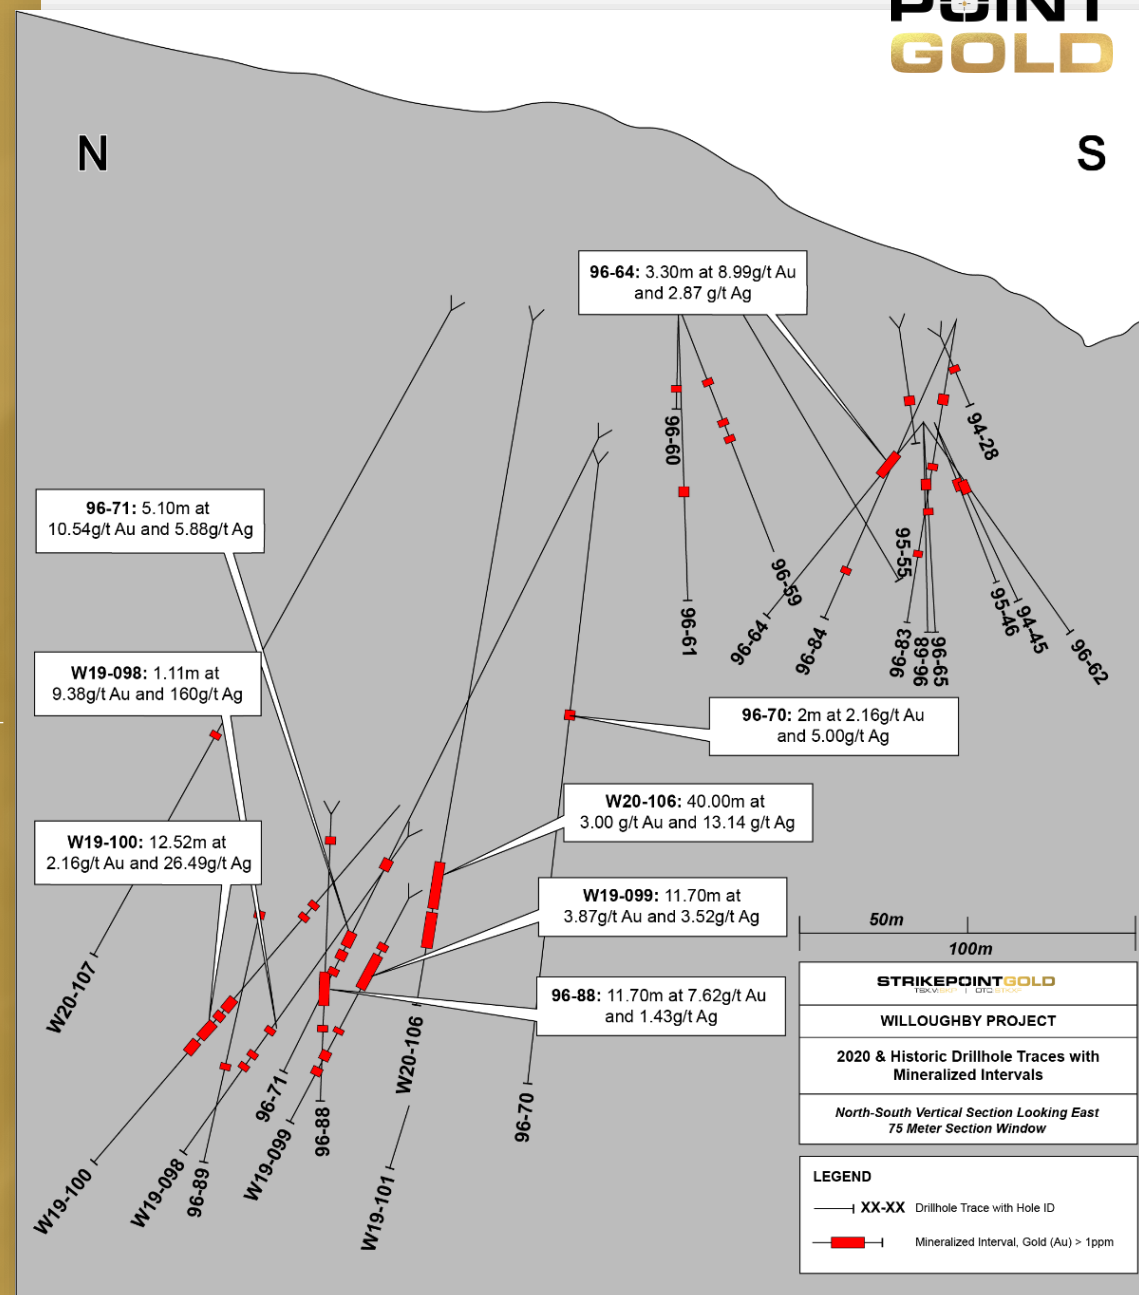 POINT
GOLD
N
S
96-64: 3.30m at 8.99g/t Au
and 2.87 g/t Ag
96-60
94-28
96-71: 5.10m at
10.54g/t Au and 5.88g/t Ag
95-55
96-59
96-61
96-64
96-84
96-83
96-65
95-46
94-45
96-62
W19-098: 1.11m at
9.38g/t Au and 160g/t Ag
96-70: 2m at 2.16g/t Au
and 5.00g/t Ag
W20-106: 40.00m at
3.00 g/t Au and 13.14 g/t Ag
W19-100: 12.52m at
2.16g/t Au and 26.49g/t Ag
W19-099: 11.70m at
3.87g/t Au and 3.52g/t Ag
50m
100m
W20-107
96-88: 11.70m at 7.62g/t Au
and 1.43g/t Ag
STRIKEPOINTGOLD
WILLOUGHBY PROJECT
2020 & Historic Drillhole Traces with
Mineralized Intervals
North-South Vertical Section Looking East
75 Meter Section Window
W20-106
96-71
96-88
96-70
W19-100
W19-098
96-89
W19-099
W19-101
LEGEND
XX-XX Drillhole Trace with Hole ID
Mineralized Interval, Gold (Au) > 1ppm